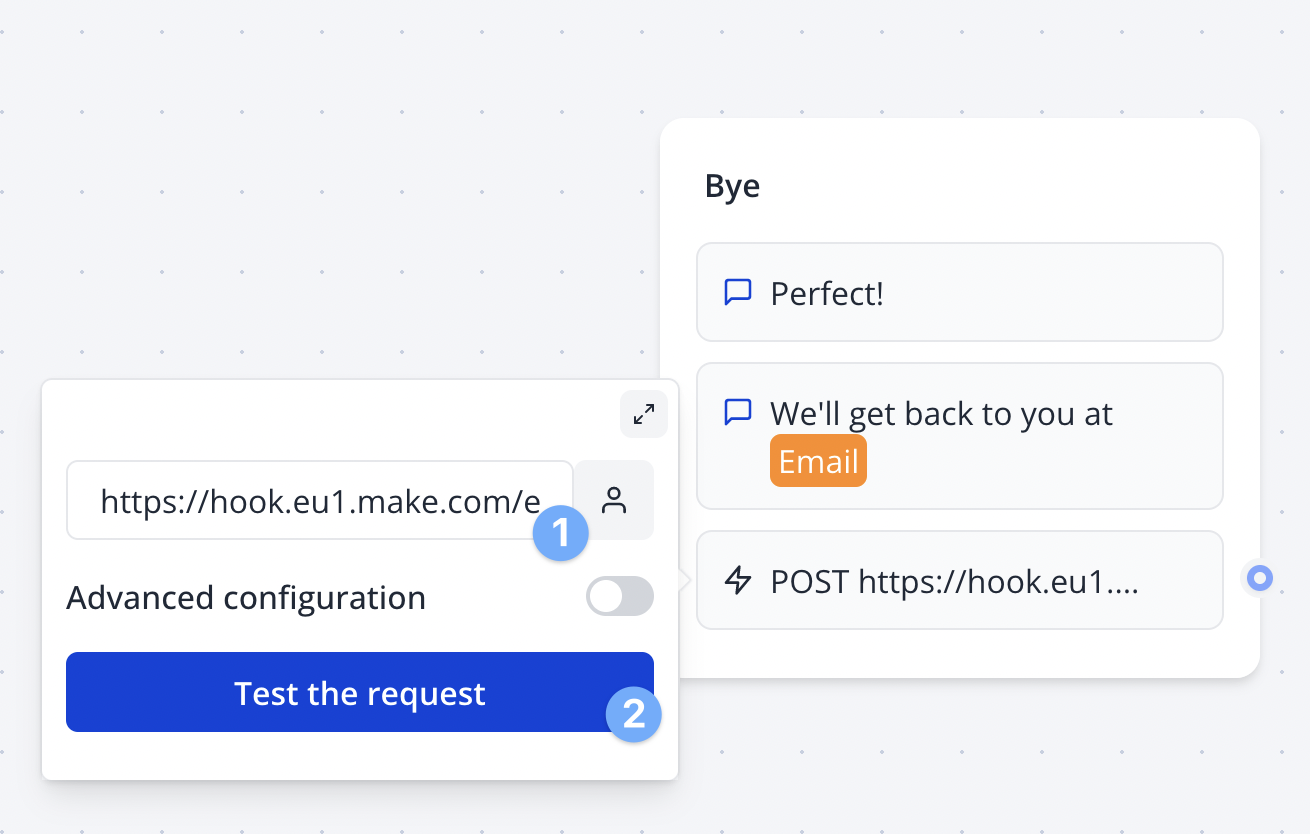 Bye
Perfect!
We'll get back to you at
Email
POST https://hook.eu1....
https://hook.eu1.make.com/e
1
Advanced configuration
Test the request
2